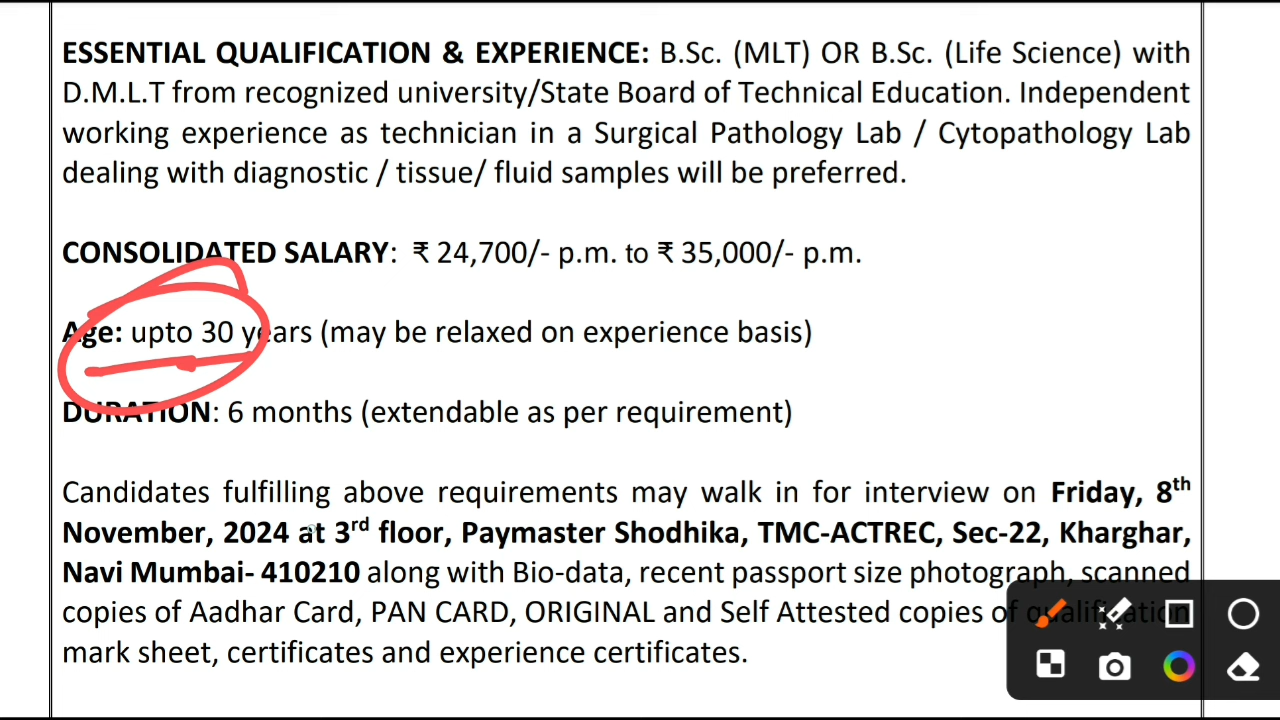 ESSENTIAL QUALIFICATION & EXPERIENCE: B.Sc. (MLT) OR B.Sc. (Life Science) with
D.M.L.T from recognized university/State Board of Technical Education. Independent
working experience as technician in a Surgical Pathology Lab / Cytopathology Lab
dealing with diagnostic / tissue/ fluid samples will be preferred.
CONSOLIDATED SALARY: ₹ 24,700/- p.m. to ₹ 35,000/- p.m.
Age: upto 30 years (may be relaxed on experience basis)
DURATION: 6 months (extendable as per requirement)
Candidates fulfilling above requirements may walk in for interview on Friday, 8th
November, 2024 at 3rd floor, Paymaster Shodhika, TMC-ACTREC, Sec-22, Kharghar,
Navi Mumbai- 410210 along with Bio-data, recent passport size photograph, scanned
copies of Aadhar Card, PAN CARD, ORIGINAL and Self Attested copies of qualification
mark sheet, certificates and experience certificates.